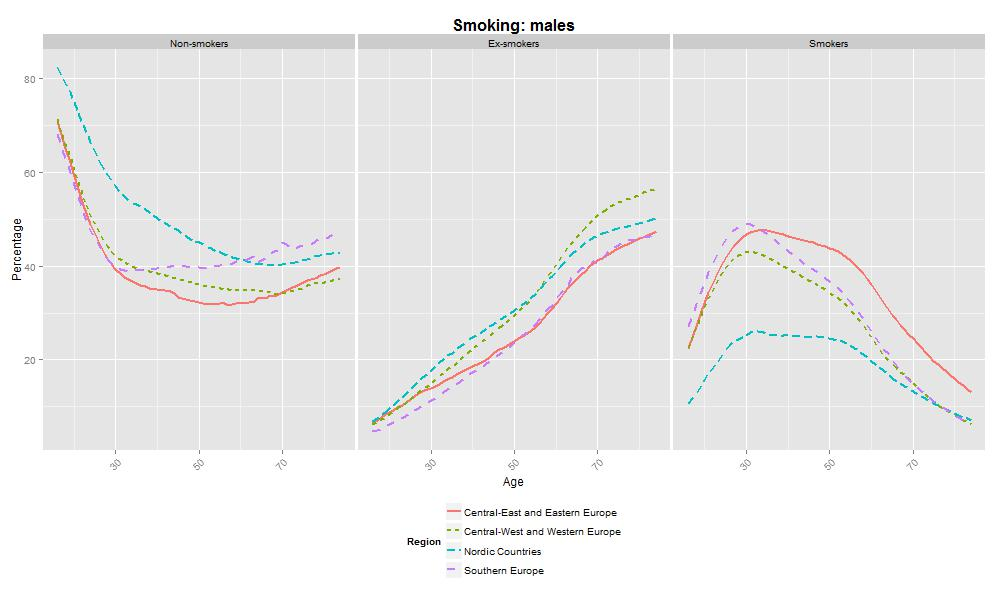 Smoking: males
Non-smokers
Ex-smokers
Smokers
Percentage
80
60
40
20
30
50
70
30
50
70
30
50
70
Age
Region
Central-East and Eastern Europe
Central-West and Western Europe
Nordic Countries
Southern Europe